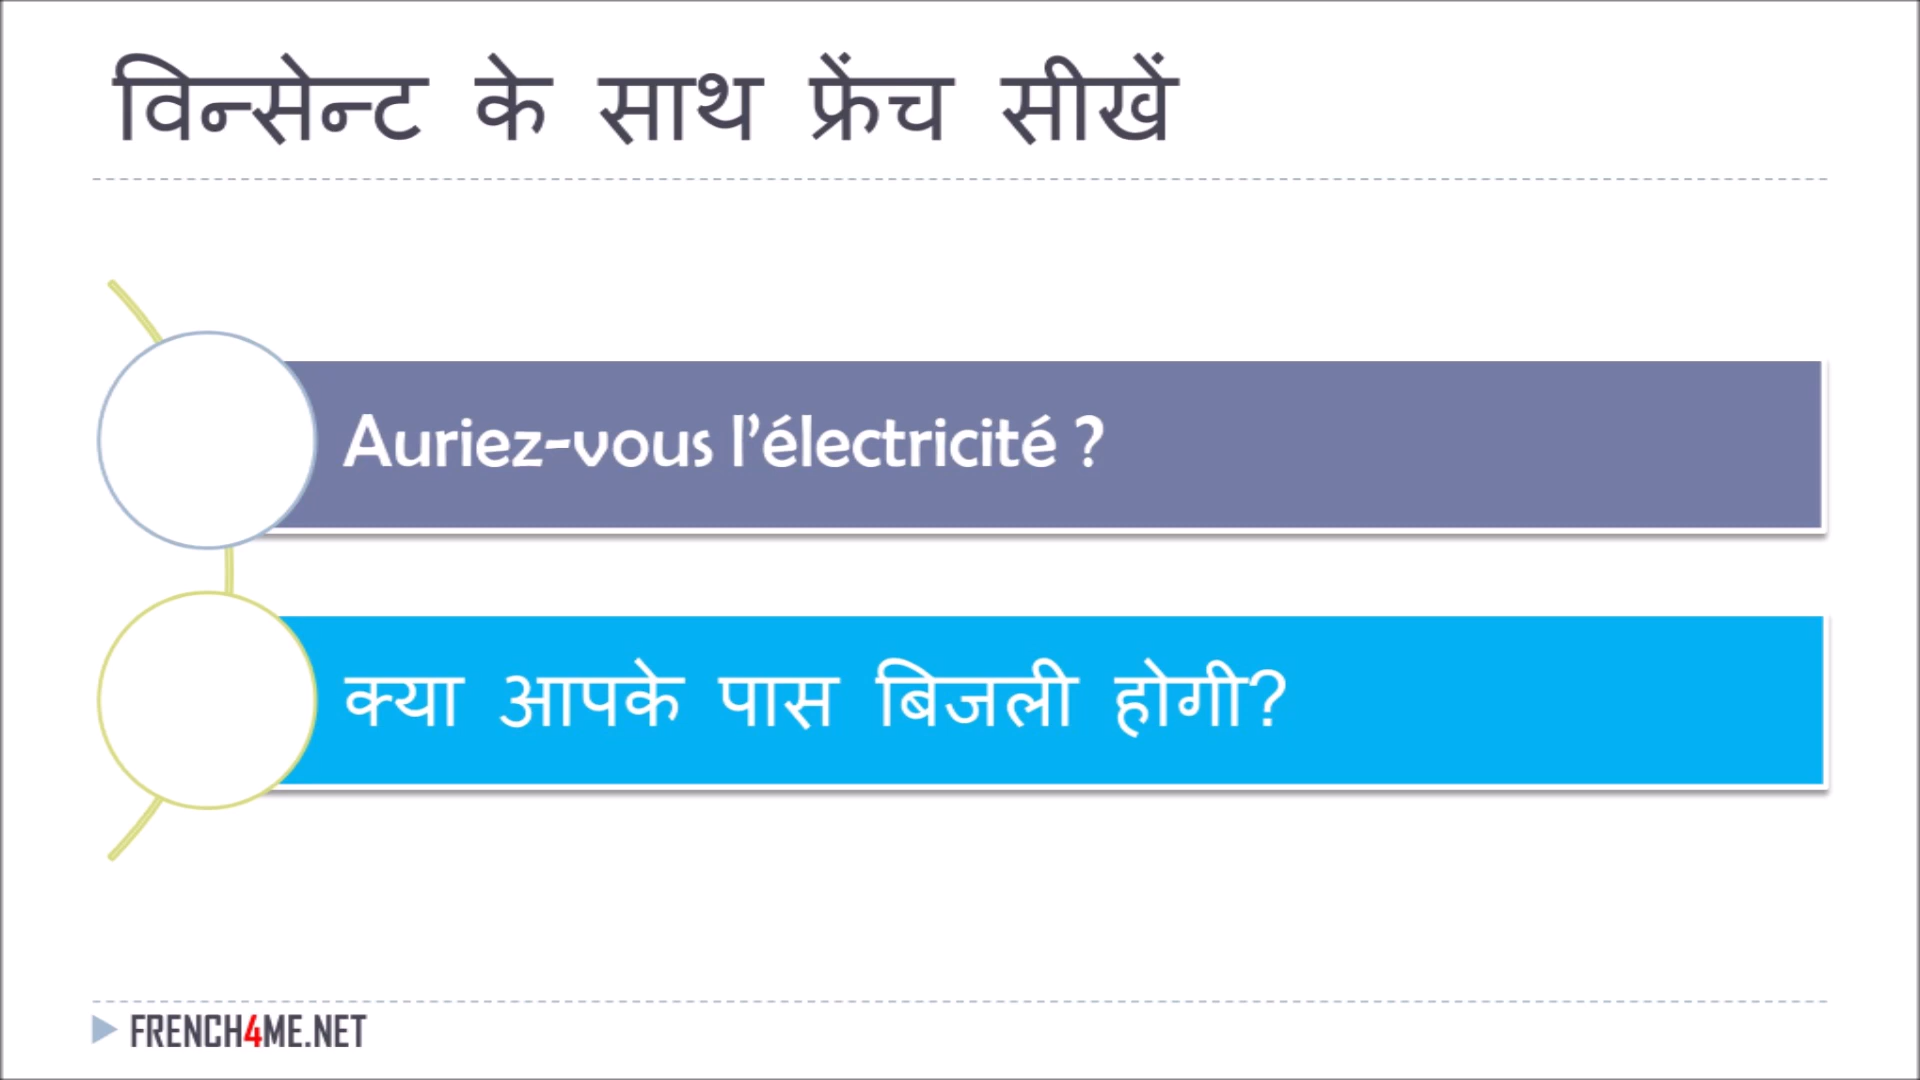 विन्सेन्ट के साथ फ्रेंच सीखें
Auriez-vous l’électricité ?
क्या आपके पास बिजली होगी?
FRENCH4ME.NET